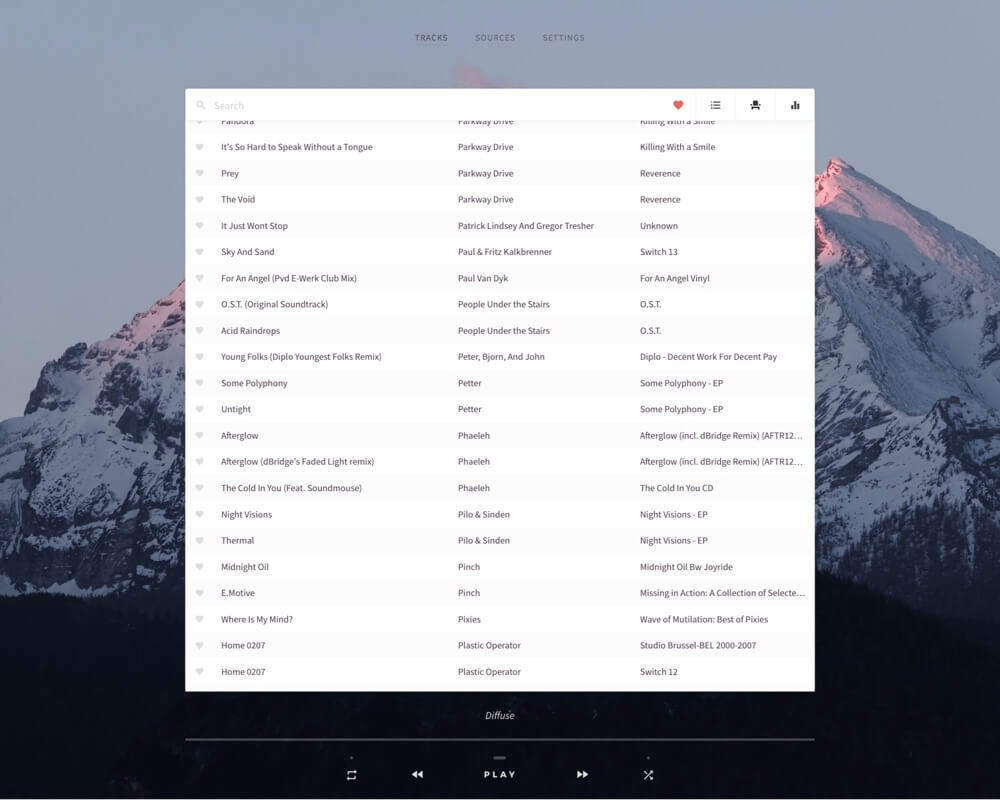 TRACKS SOURCES SETTINGS
Search
Pandora Parkway Drive Killing With a Smile
It's So Hard to Speak Without a Tongue Parkway Drive Killing With a Smile
Prey Parkway Drive Reverence
The Void Parkway Drive Reverence
It Just Wont Stop Patrick Lindsey And Gregor Tresher Unknown
Sky And Sand Paul & Fritz Kalkbrenner Switch 13
For An Angel (Pvd E-Werk Club Mix) Paul Van Dyk For An Angel Vinyl
O.S.T. (Original Soundtrack) People Under the Stairs O.S.T.
Acid Raindrops People Under the Stairs O.S.T.
Young Folks (Diplo Youngest Folks Remix) Peter, Bjorn, And John Diplo - Decent Work For Decent Pay
Some Polyphony Petter Some Polyphony - EP
Untight Petter Some Polyphony - EP
Afterglow Phaeleh Afterglow (incl. dBridge Remix) (AFTR12…
Afterglow (dBridge's Faded Light remix) Phaeleh Afterglow (incl. dBridge Remix) (AFTR12…
The Cold In You (Feat. Soundmouse) Phaeleh The Cold In You CD
Night Visions Pilo & Sinden Night Visions - EP
Thermal Pilo & Sinden Night Visions - EP
Midnight Oil Pinch Midnight Oil Bw Joyride
E.Motive Pinch Missing in Action: A Collection of Selecte…
Where Is My Mind? Pixies Wave of Mutilation: Best of Pixies
Home 0207 Plastic Operator Studio Brussel-BEL 2000-2007
Home 0207 Plastic Operator Switch 12
Diffuse
PLAY